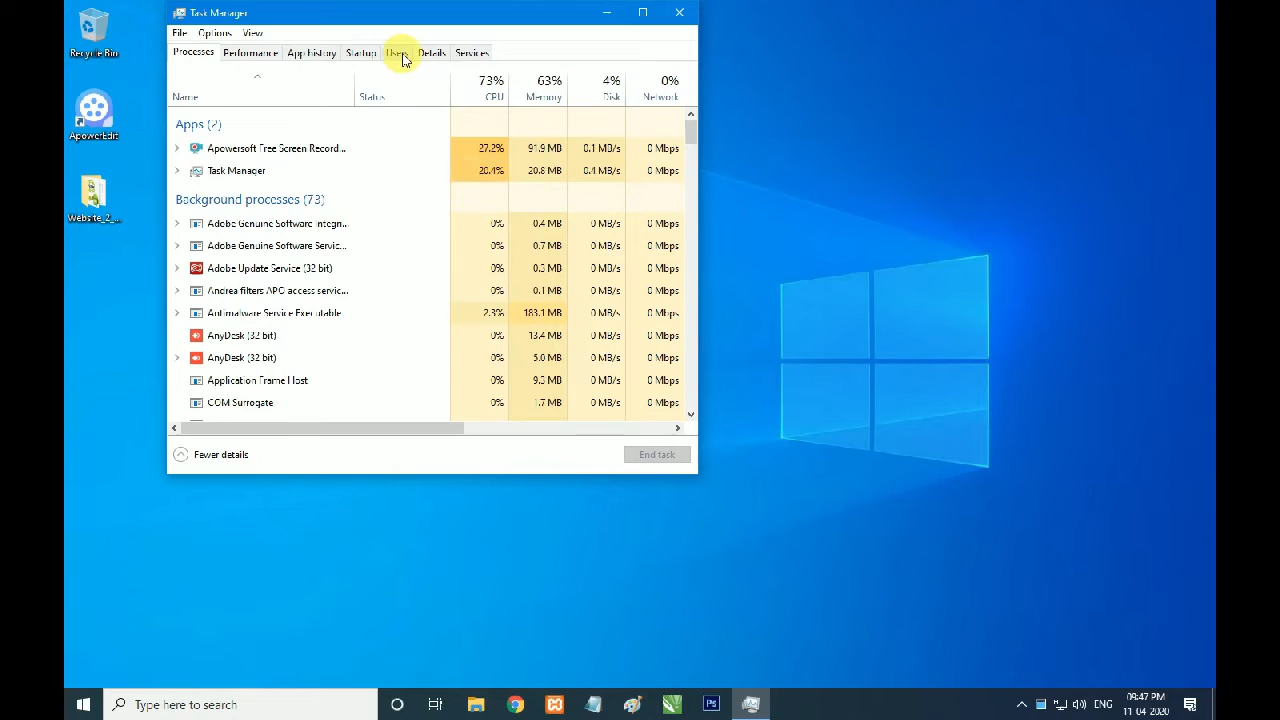 Recycle Bin
ApowerEdit
Website_2_...
Task Manager
File Options View
Processes Performance App history Startup Users Details Services
73% 63% 4% 0%
Name Status CPU Memory Disk Network
Apps (2)
Apowersoft Free Screen Record... 27.2% 91.9 MB 0.1 MB/s 0 Mbps
Task Manager 20.4% 20.8 MB 0.4 MB/s 0 Mbps
Background processes (73)
Adobe Genuine Software Integri... 0% 0.4 MB 0 MB/s 0 Mbps
Adobe Genuine Software Servic... 0% 0.7 MB 0 MB/s 0 Mbps
Adobe Update Service (32 bit) 0% 0.3 MB 0 MB/s 0 Mbps
Andrea filters APO access servic... 0% 0.1 MB 0 MB/s 0 Mbps
Antimalware Service Executable 2.3% 183.1 MB 0 MB/s 0 Mbps
AnyDesk (32 bit) 0% 13.4 MB 0 MB/s 0 Mbps
AnyDesk (32 bit) 0% 5.0 MB 0 MB/s 0 Mbps
Application Frame Host 0% 9.3 MB 0 MB/s 0 Mbps
COM Surrogate 0% 1.7 MB 0 MB/s 0 Mbps
Fewer details End task
Type here to search
Ps
ENG
09:47 PM
11-04-2020